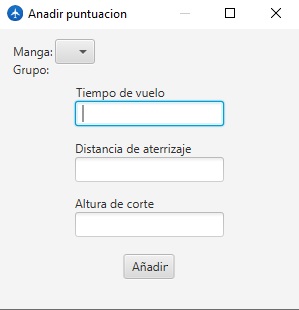 Anadir puntuacion
Manga:
Grupo:
Tiempo de vuelo
Distancia de aterrizaje
Altura de corte
Añadir